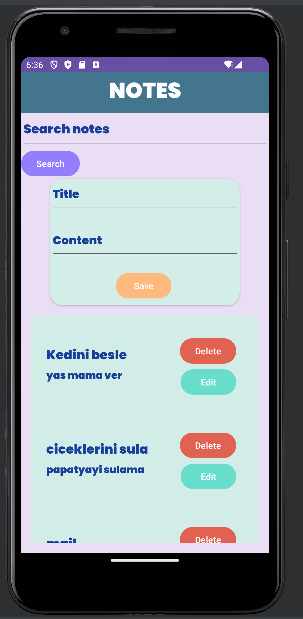 6:36
NOTES
Search notes
Search
Title
Content
Save
Kedini besle
yas mama ver
Delete
Edit
ciceklerini sula
papatyayi sulama
Delete
Edit
mail
Delete